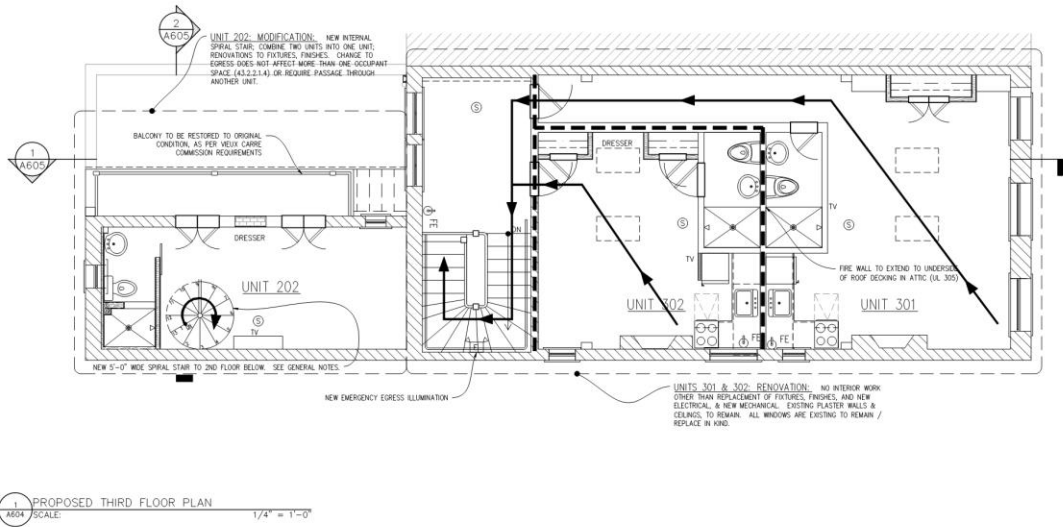 2
A605
UNIT 202: MODIFICATION: NEW INTERNAL
SPIRAL STAIR; COMBINE TWO UNITS INTO ONE UNIT;
RENOVATIONS TO FIXTURES, FINISHES. CHANGE TO
EGRESS DOES NOT AFFECT MORE THAN ONE OCCUPANT
SPACE (43.2.2.1.4) OR REQUIRE PASSAGE THROUGH
ANOTHER UNIT.
1
A605
BALCONY TO BE RESTORED TO ORIGINAL
CONDITION, AS PER VIEUX CARRE
COMMISSION REQUIREMENTS
S
DRESSER
TV
FE
DN
S
S
DRESSER
UNIT 202
S
TV
TV
FIRE WALL TO EXTEND TO UNDERSIDE
OF ROOF DECKING IN ATTIC (UL 305)
UNIT 302
UNIT 301
FE
FE
NEW 5'-0" WIDE SPIRAL STAIR TO 2ND FLOOR BELOW. SEE GENERAL NOTES.
NEW EMERGENCY EGRESS ILLUMINATION
UNITS 301 & 302: RENOVATION: NO INTERIOR WORK
OTHER THAN REPLACEMENT OF FIXTURES, FINISHES, AND NEW
ELECTRICAL, & NEW MECHANICAL. EXISTING PLASTER WALLS &
CEILINGS, TO REMAIN. ALL WINDOWS ARE EXISTING TO REMAIN /
REPLACE IN KIND.
1
A604
PROPOSED THIRD FLOOR PLAN
SCALE: 1/4" = 1'-0"